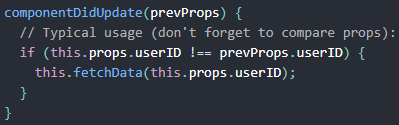 componentDidUpdate(prevProps) {
  // Typical usage (don't forget to compare props):
  if (this.props.userID !== prevProps.userID) {
    this.fetchData(this.props.userID);
  }
}